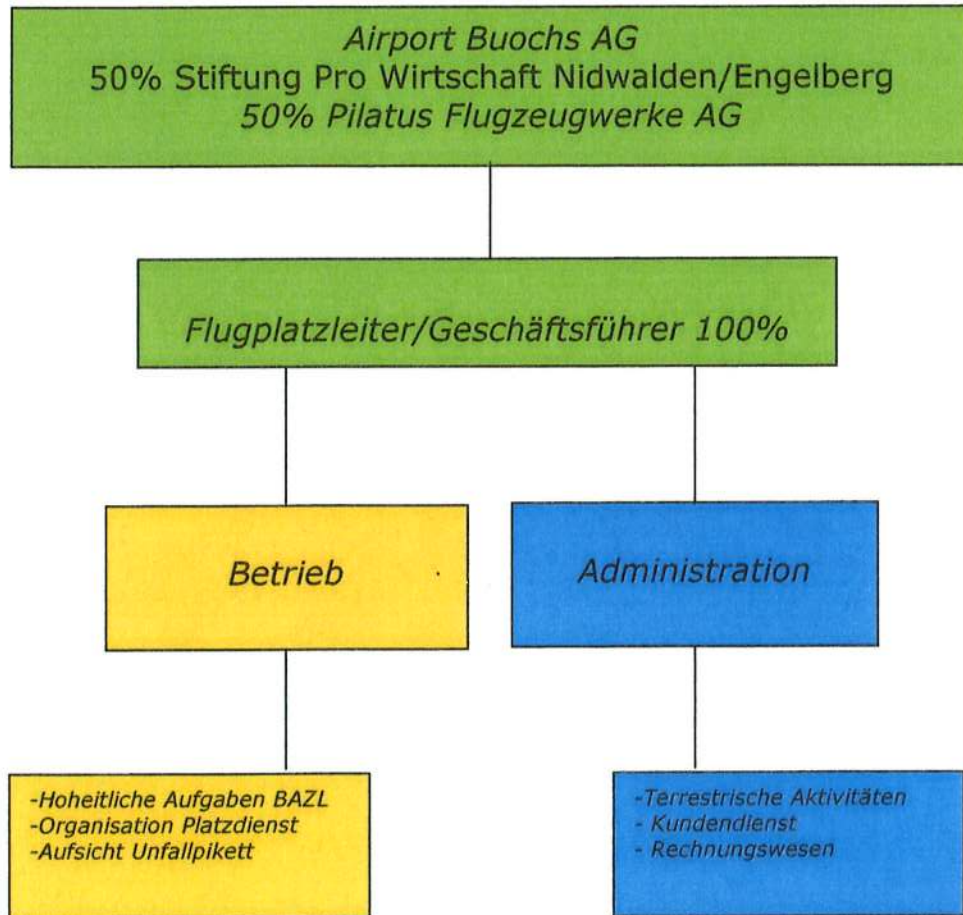 Airport Buochs AG
50% Stiftung Pro Wirtschaft Nidwalden/Engelberg
50% Pilatus Flugzeugwerke AG
Flugplatzleiter/Geschäftsführer 100%
Betrieb
Administration
-Hoheitliche Aufgaben BAZL
-Organisation Platzdienst
-Aufsicht Unfallpikett
-Terrestrische Aktivitäten
- Kundendienst
- Rechnungswesen